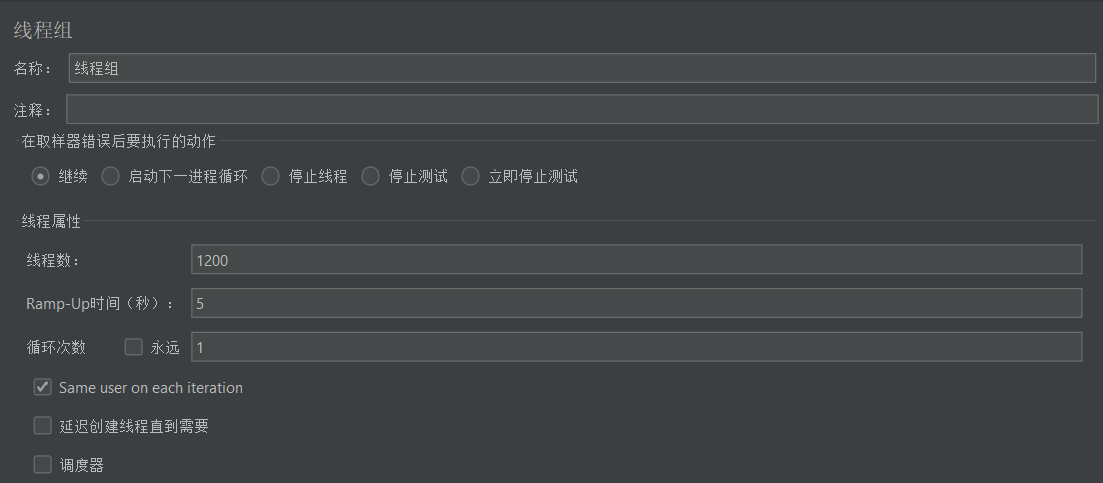 线程组
名称： 线程组
注释：
在取样器错误后要执行的动作
继续 启动下一进程循环 停止线程 停止测试 立即停止测试
线程属性
线程数： 1200
Ramp-Up时间（秒）： 5
循环次数 永远 1
Same user on each iteration
延迟创建线程直到需要
调度器